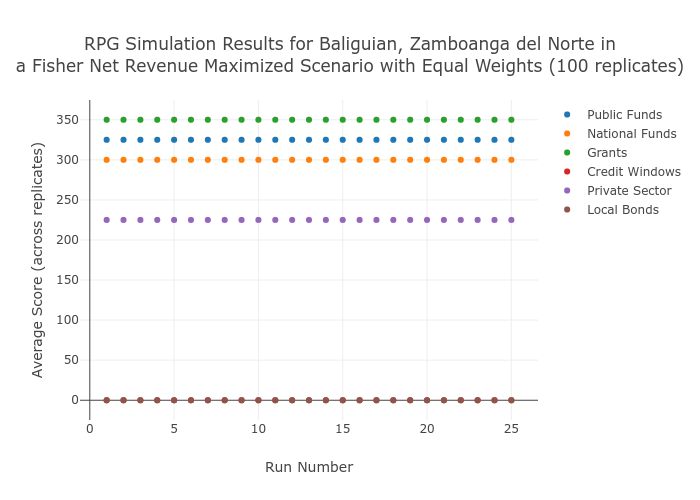 RPG Simulation Results for Baliguian, Zamboanga del Norte in
a Fisher Net Revenue Maximized Scenario with Equal Weights (100 replicates)
Average Score (across replicates)
350
300
250
200
150
100
50
0
0 5 10 15 20 25
Run Number
Public Funds
National Funds
Grants
Credit Windows
Private Sector
Local Bonds